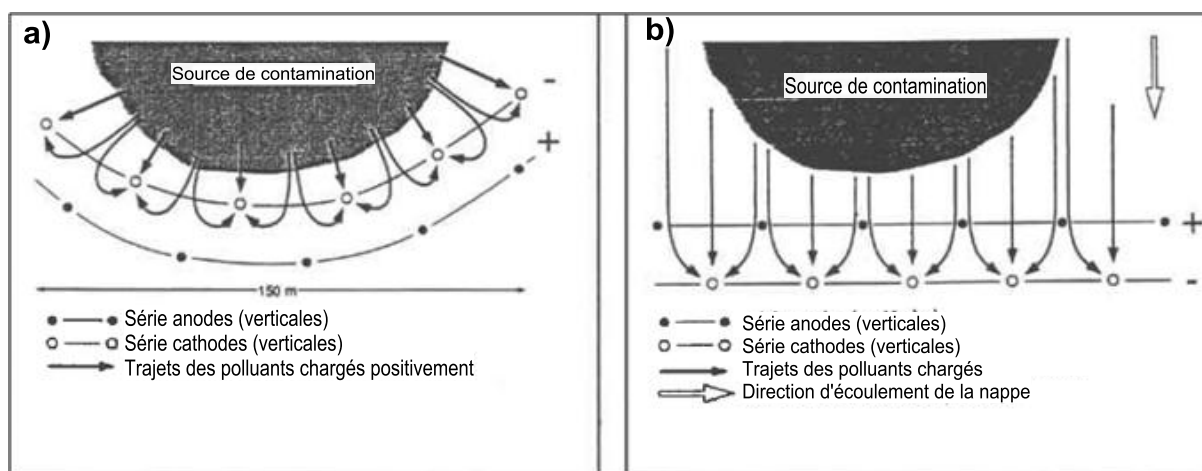 a)
Source de contamination
-
+
150 m
Série anodes (verticales)
Série cathodes (verticales)
Trajets des polluants chargés positivement
b)
Source de contamination
+
-
Série anodes (verticales)
Série cathodes (verticales)
Trajets des polluants chargés
Direction d'écoulement de la nappe